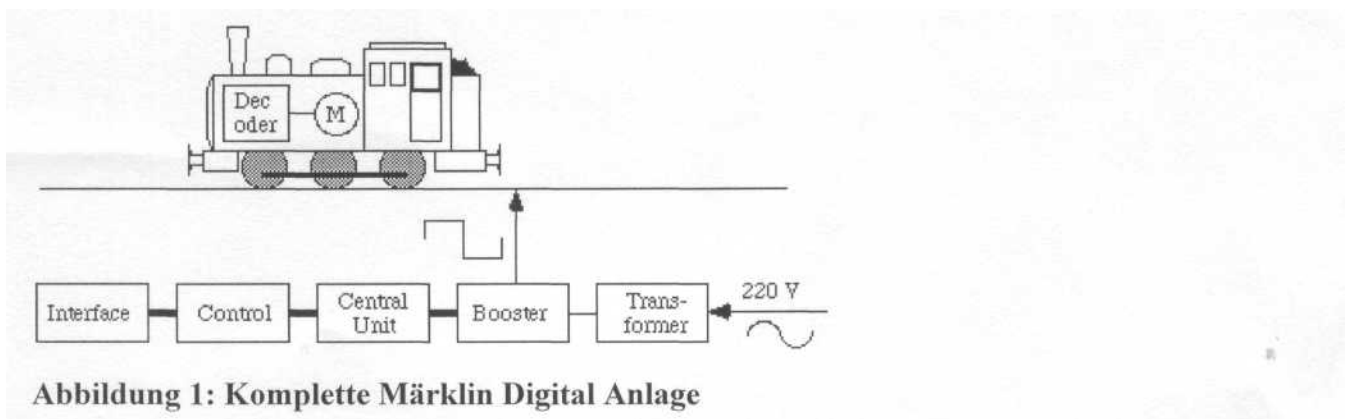 Dec
oder
M
Interface
Control
Central
Unit
Booster
Trans-
former
220 V
Abbildung 1: Komplette Märklin Digital Anlage